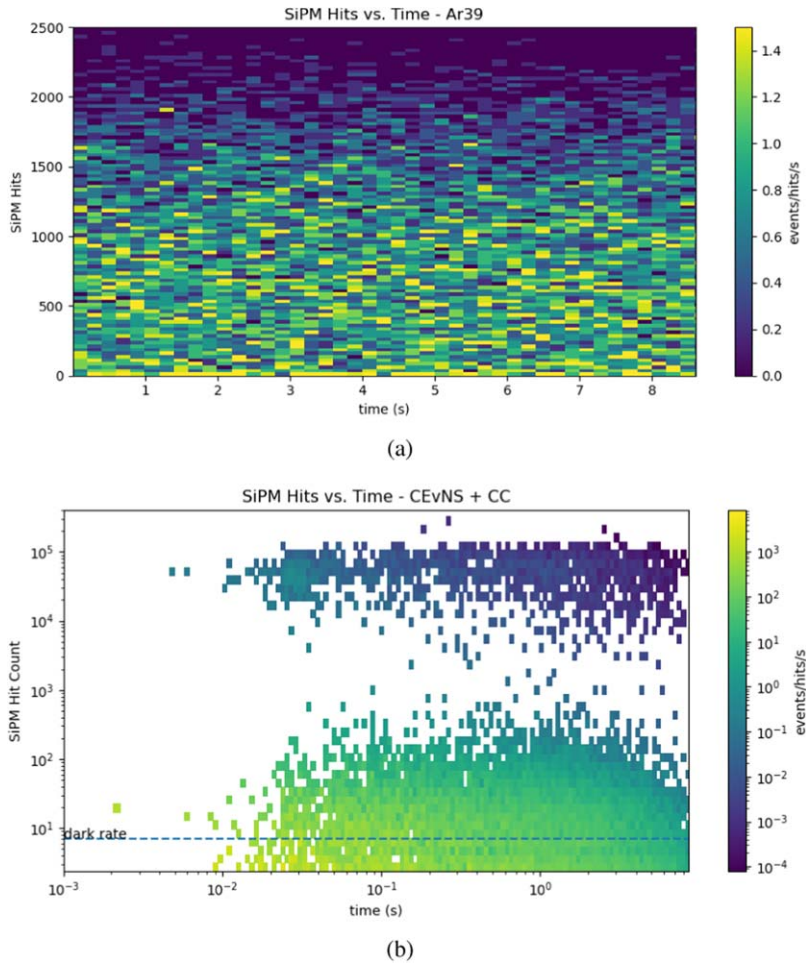 SiPM Hits vs. Time - Ar39
2500
2000
1500
1000
500
0
SiPM Hits
1 2 3 4 5 6 7 8
time (s)
1.4
1.2
1.0
0.8
0.6
0.4
0.2
0.0
events/hits/s
(a)
SiPM Hits vs. Time - CEvNS + CC
10⁵
10⁴
10³
10²
10¹
SiPM Hit Count
dark rate
10⁻³ 10⁻² 10⁻¹ 10⁰
time (s)
10³
10²
10¹
10⁰
10⁻¹
10⁻²
10⁻³
10⁻⁴
events/hits/s
(b)